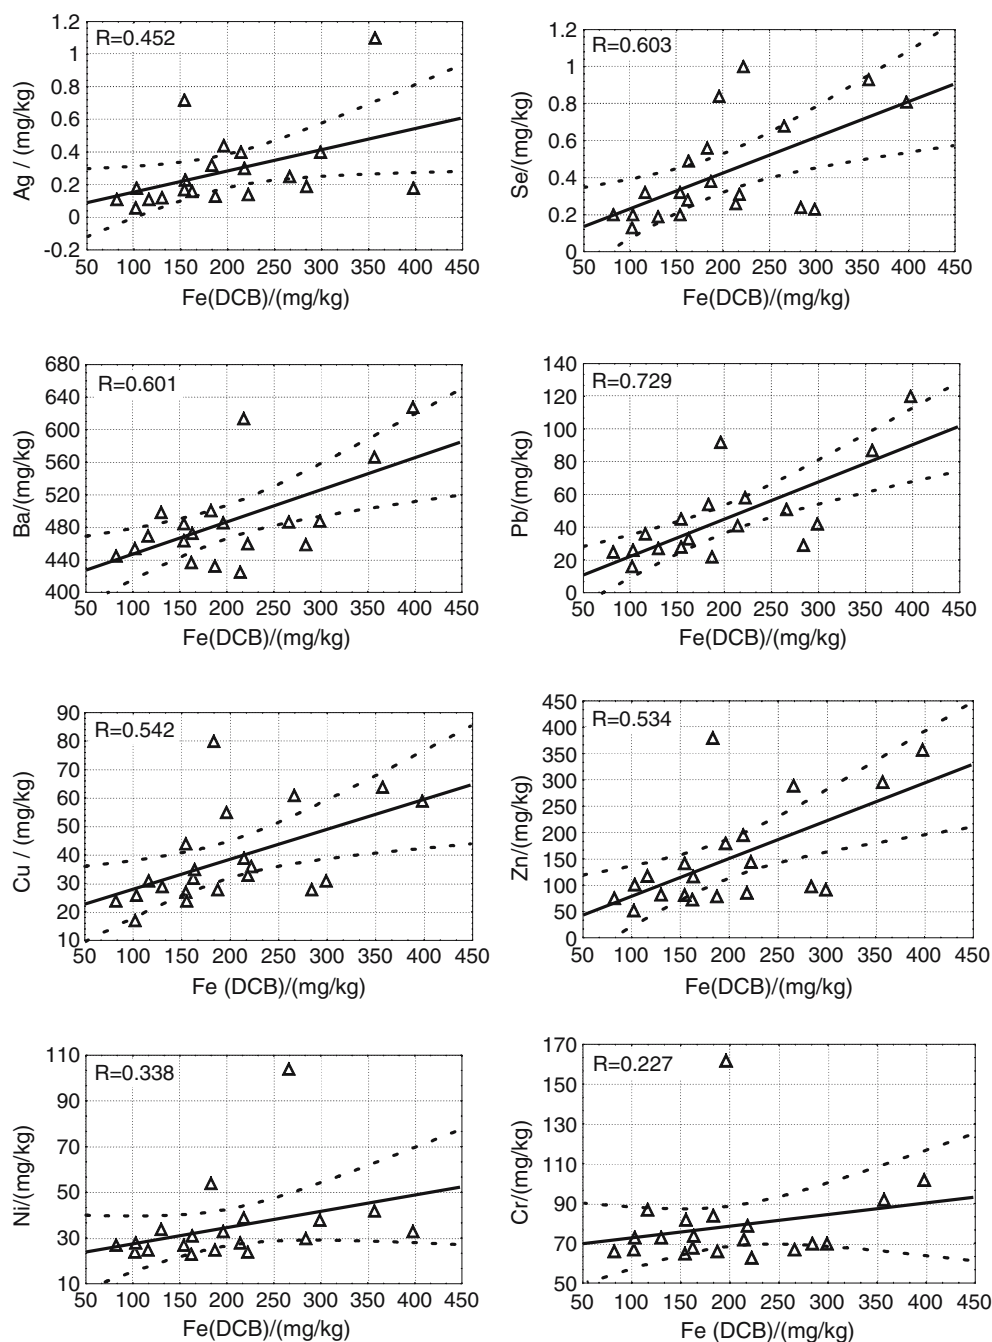 R=0.452
Ag / (mg/kg)
1.2
1
0.8
0.6
0.4
0.2
0
-0.2
50 100 150 200 250 300 350 400 450
Fe(DCB)/(mg/kg)
R=0.603
Se/(mg/kg)
1.2
1
0.8
0.6
0.4
0.2
0
50 100 150 200 250 300 350 400 450
Fe(DCB)/(mg/kg)
R=0.601
Ba/(mg/kg)
680
640
600
560
520
480
440
400
50 100 150 200 250 300 350 400 450
Fe(DCB)/(mg/kg)
R=0.729
Pb/(mg/kg)
140
120
100
80
60
40
20
0
50 100 150 200 250 300 350 400 450
Fe(DCB)/(mg/kg)
R=0.542
Cu / (mg/kg)
90
80
70
60
50
40
30
20
10
50 100 150 200 250 300 350 400 450
Fe (DCB)/(mg/kg)
R=0.534
Zn/(mg/kg)
450
400
350
300
250
200
150
100
50
0
50 100 150 200 250 300 350 400 450
Fe(DCB)/(mg/kg)
R=0.338
Ni/(mg/kg)
110
90
70
50
30
10
50 100 150 200 250 300 350 400 450
Fe(DCB)/(mg/kg)
R=0.227
Cr/(mg/kg)
170
150
130
110
90
70
50
50 100 150 200 250 300 350 400 450
Fe (DCB)/(mg/kg)